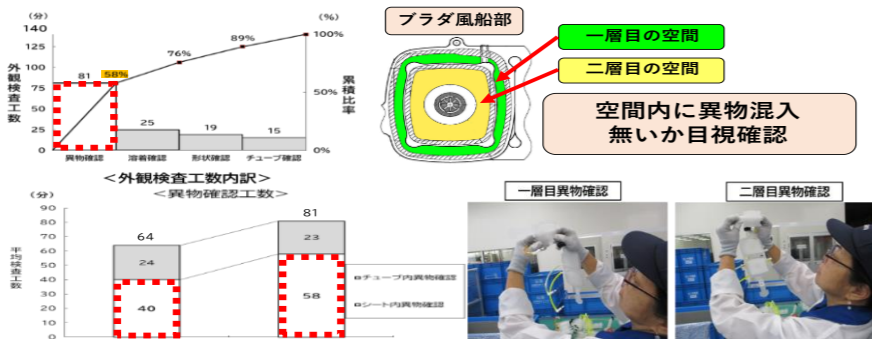 (分)
140
125
100
75
50
25
0
外観検査工数
81
58%
76%
89%
25
19
15
(%)
100%
50%
0%
累積比率
異物確認
溶着確認
形状確認
チューブ確認
<外観検査工数内訳>
ブラダ風船部
一層目の空間
二層目の空間
空間内に異物混入
無いか目視確認
<異物確認工数>
(分)
90
80
70
60
50
40
30
20
10
0
平均検査工数
64
24
40
81
23
58
チューブ内異物確認
シート内異物確認
一層目異物確認
二層目異物確認